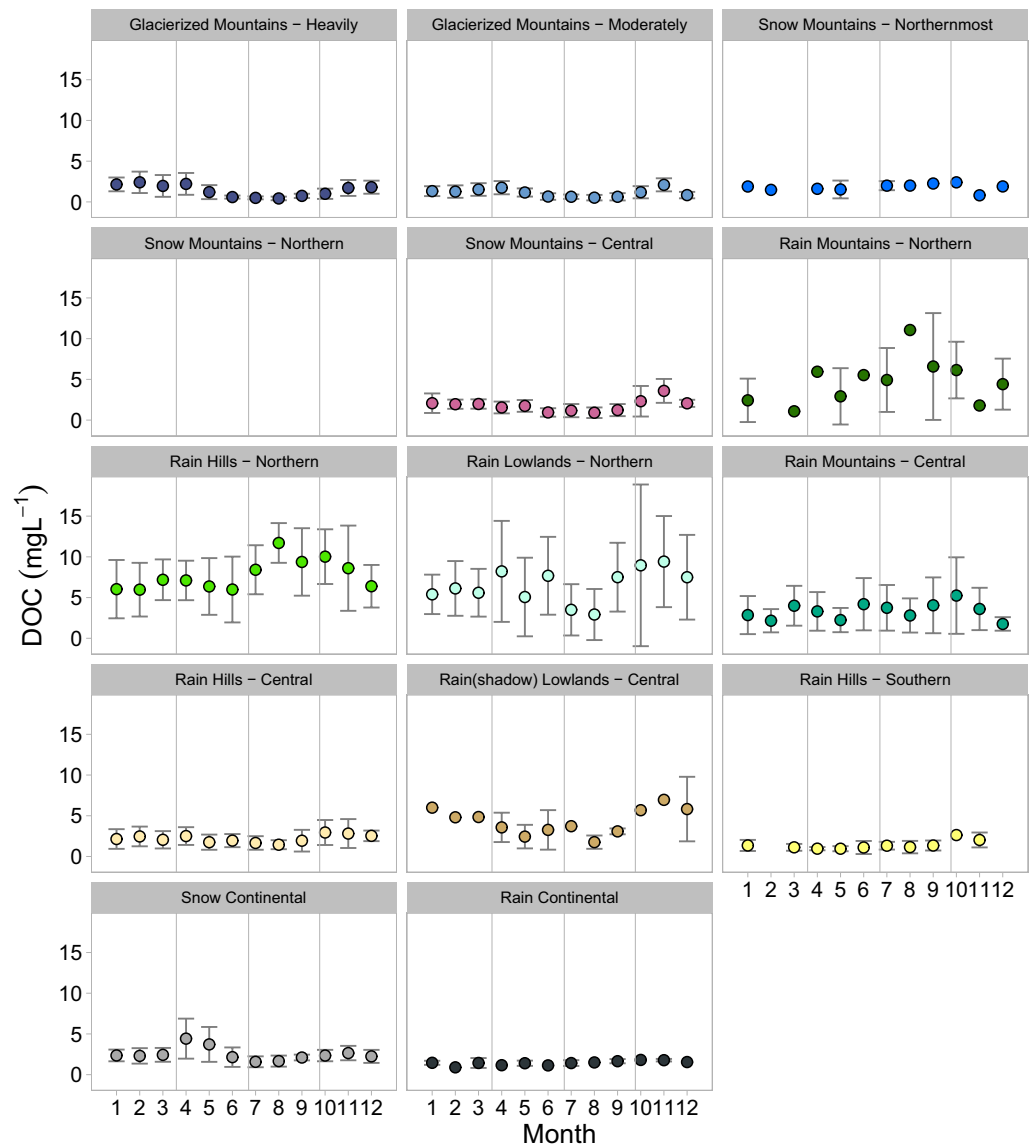 Glacierized Mountains − Heavily
Glacierized Mountains − Moderately
Snow Mountains − Northernmost
15
10
5
0
Snow Mountains − Northern
Snow Mountains − Central
Rain Mountains − Northern
15
10
5
0
Rain Hills − Northern
Rain Lowlands − Northern
Rain Mountains − Central
15
10
5
0
DOC (mgL−1)
Rain Hills − Central
Rain(shadow) Lowlands − Central
Rain Hills − Southern
15
10
5
0
1 2 3 4 5 6 7 8 9 10 11 12
Snow Continental
Rain Continental
15
10
5
0
1 2 3 4 5 6 7 8 9 10 11 12
1 2 3 4 5 6 7 8 9 10 11 12
Month